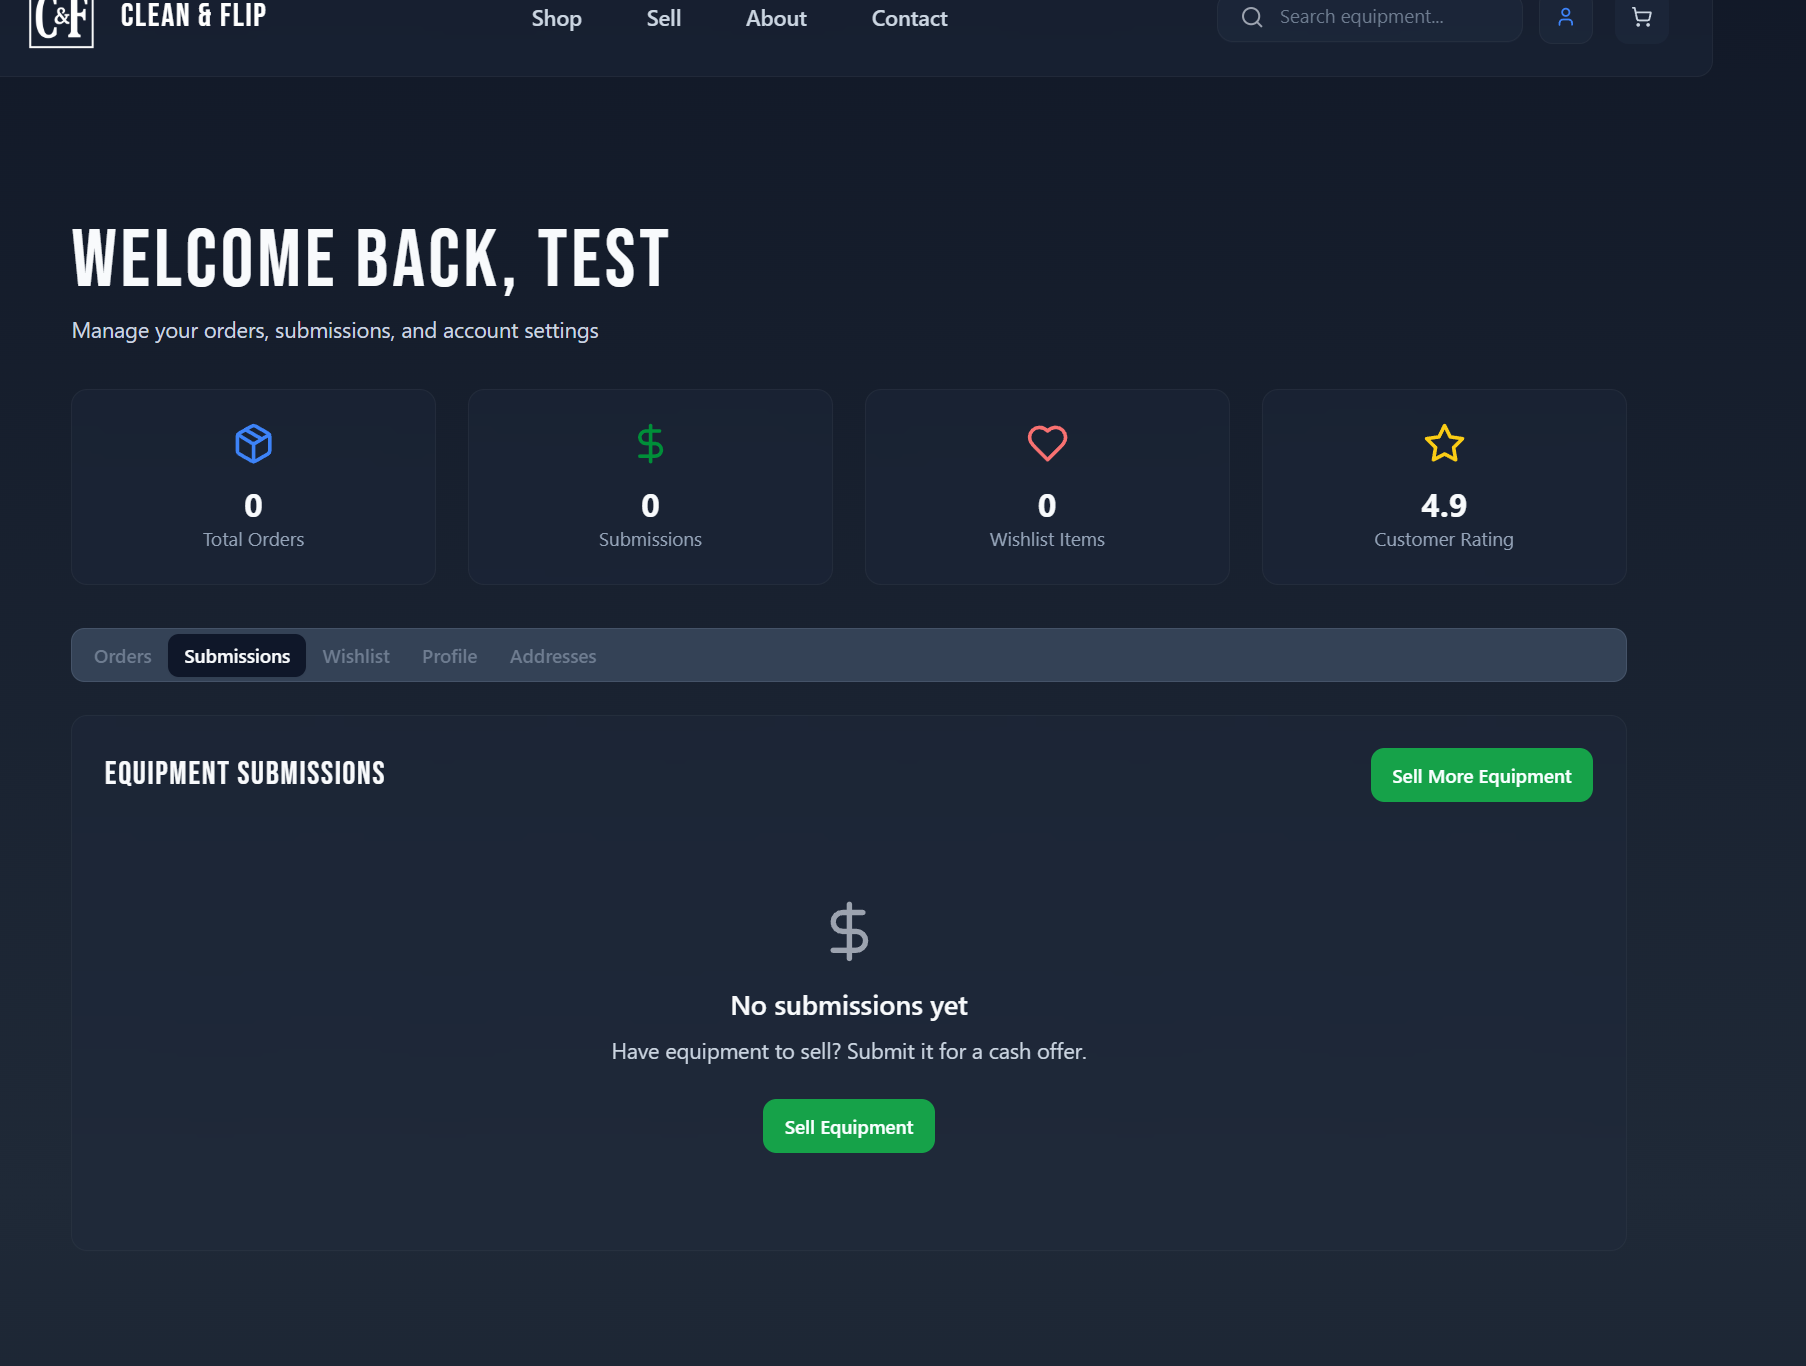 C&F
CLEAN & FLIP
Shop
Sell
About
Contact
Search equipment...
WELCOME BACK, TEST
Manage your orders, submissions, and account settings
0
Total Orders
0
Submissions
0
Wishlist Items
4.9
Customer Rating
Orders
Submissions
Wishlist
Profile
Addresses
EQUIPMENT SUBMISSIONS
Sell More Equipment
No submissions yet
Have equipment to sell? Submit it for a cash offer.
Sell Equipment